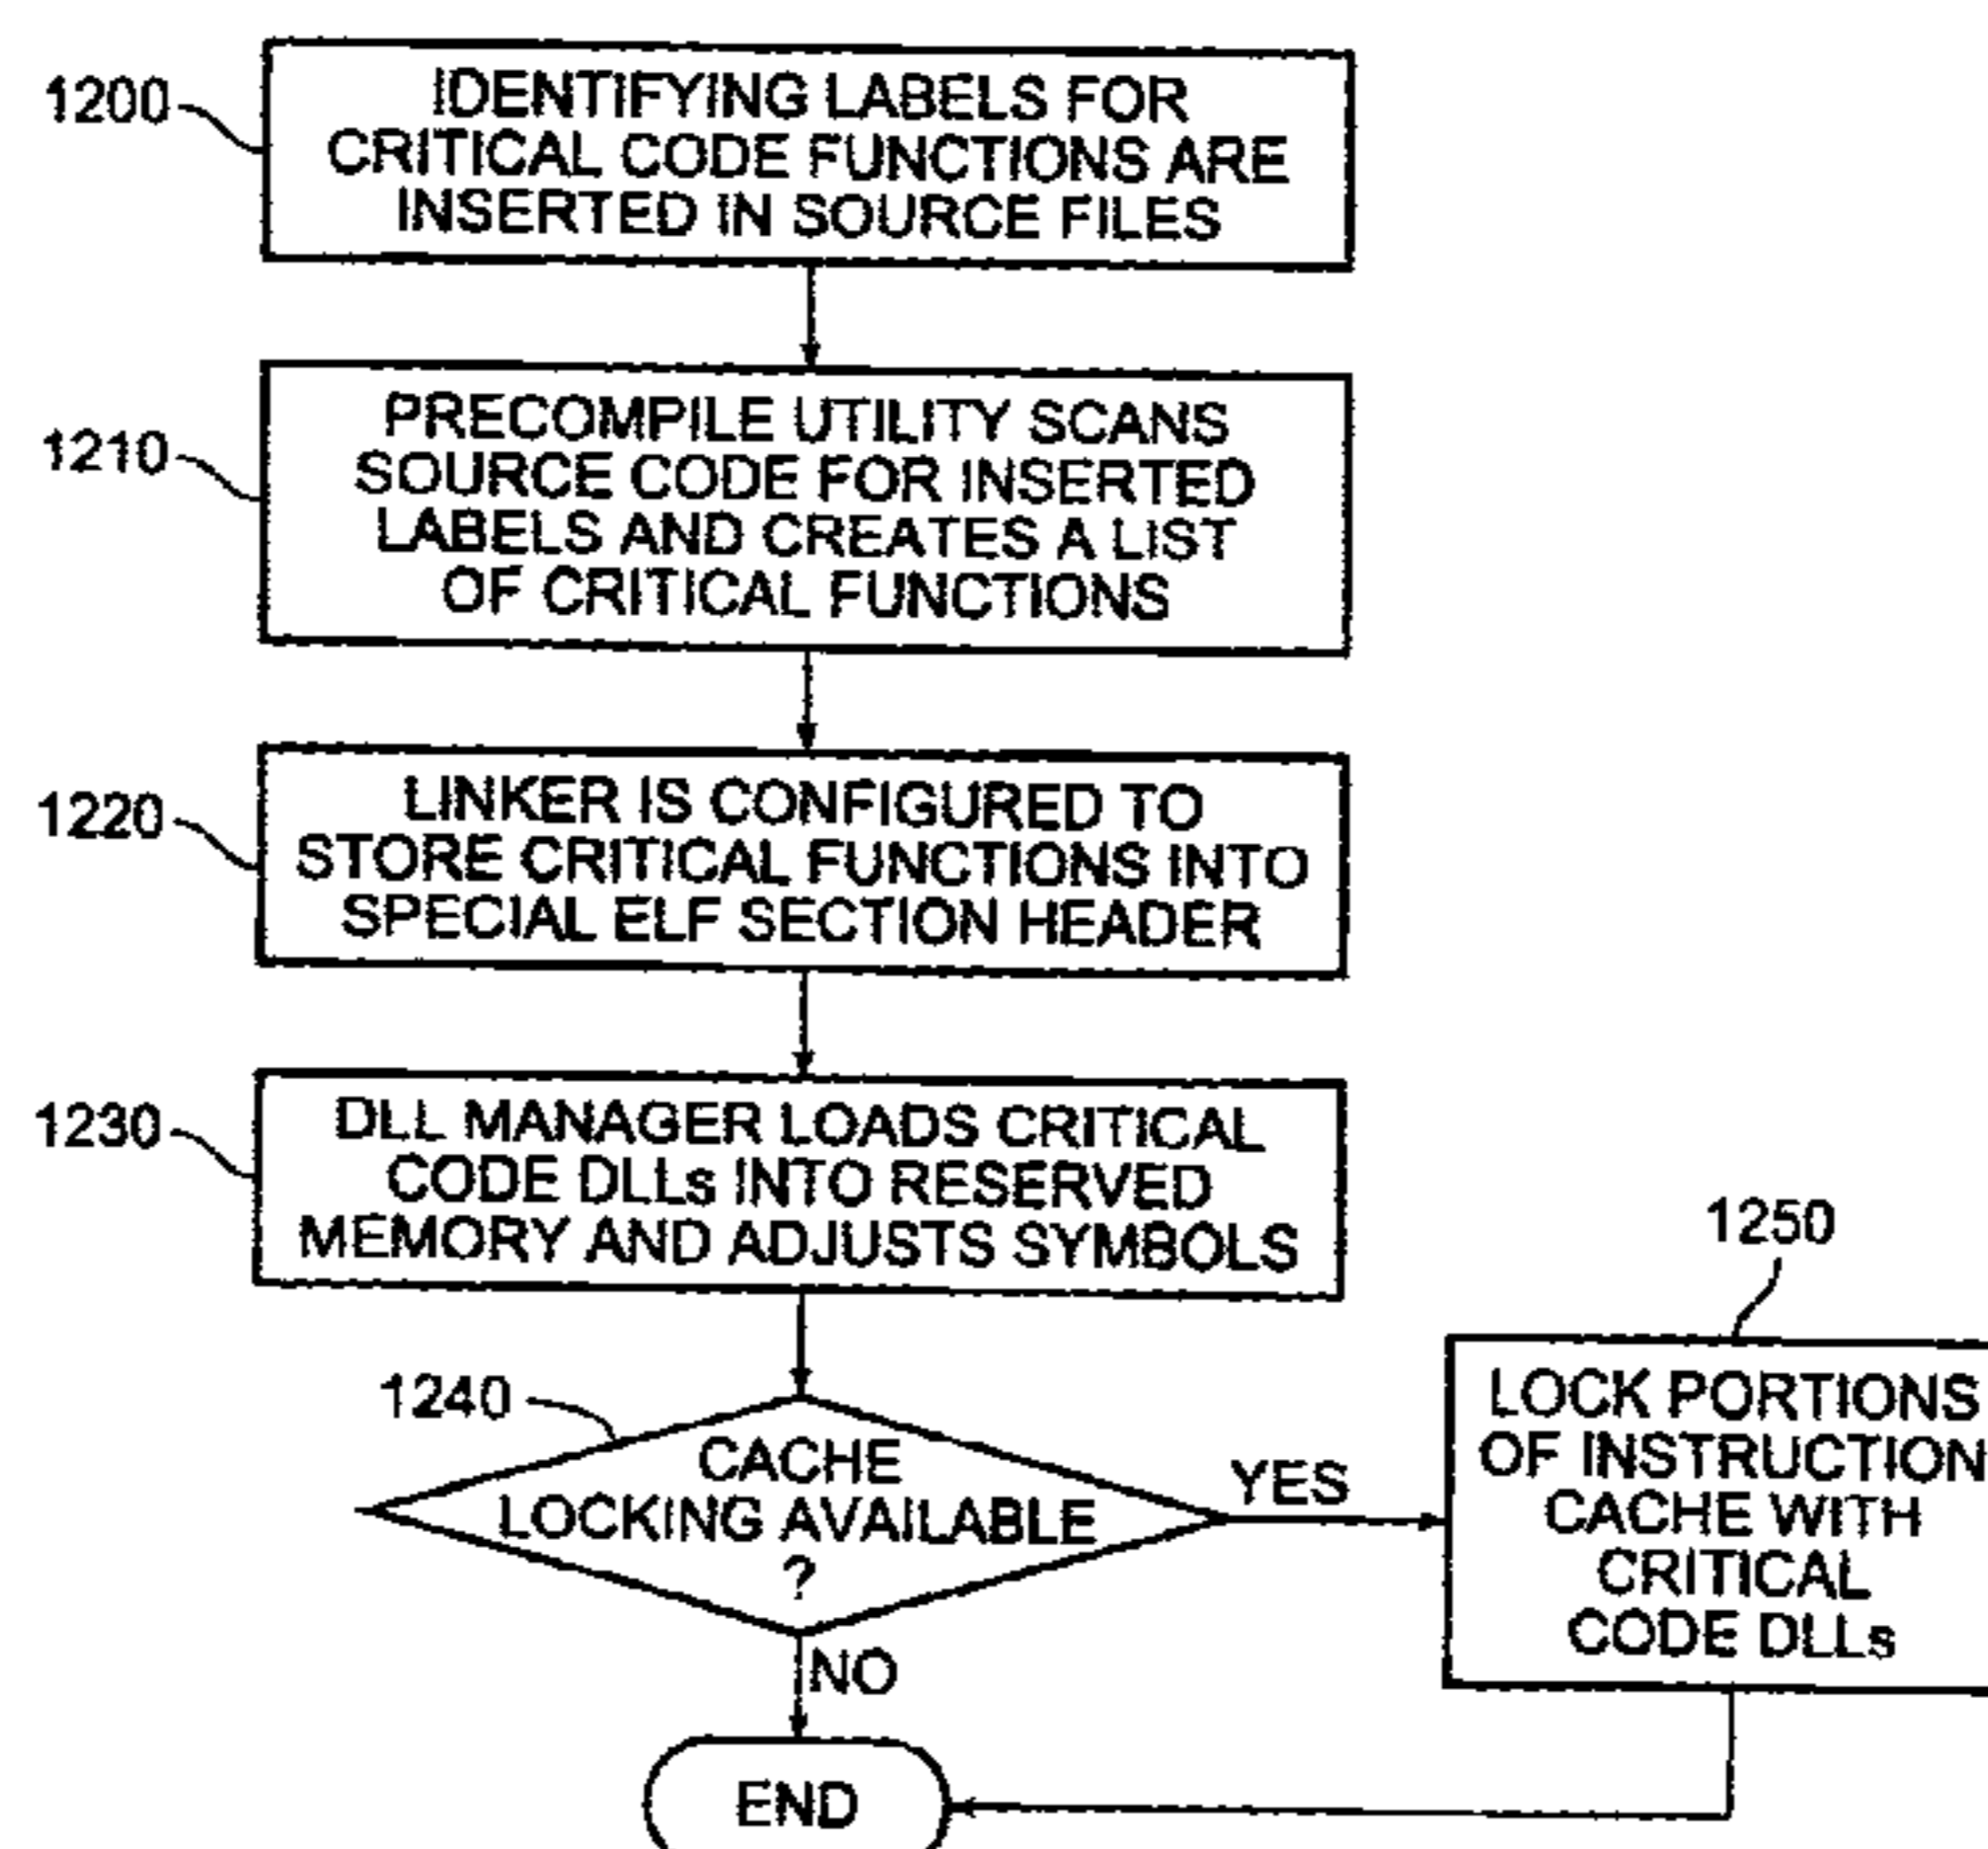 1200
IDENTIFYING LABELS FOR
CRITICAL CODE FUNCTIONS ARE
INSERTED IN SOURCE FILES
1210
PRECOMPILE UTILITY SCANS
SOURCE CODE FOR INSERTED
LABELS AND CREATES A LIST
OF CRITICAL FUNCTIONS
1220
LINKER IS CONFIGURED TO
STORE CRITICAL FUNCTIONS INTO
SPECIAL ELF SECTION HEADER
1230
DLL MANAGER LOADS CRITICAL
CODE DLLs INTO RESERVED
MEMORY AND ADJUSTS SYMBOLS
1240
CACHE
LOCKING AVAILABLE
?
YES
NO
1250
LOCK PORTIONS
OF INSTRUCTION
CACHE WITH
CRITICAL
CODE DLLs
END